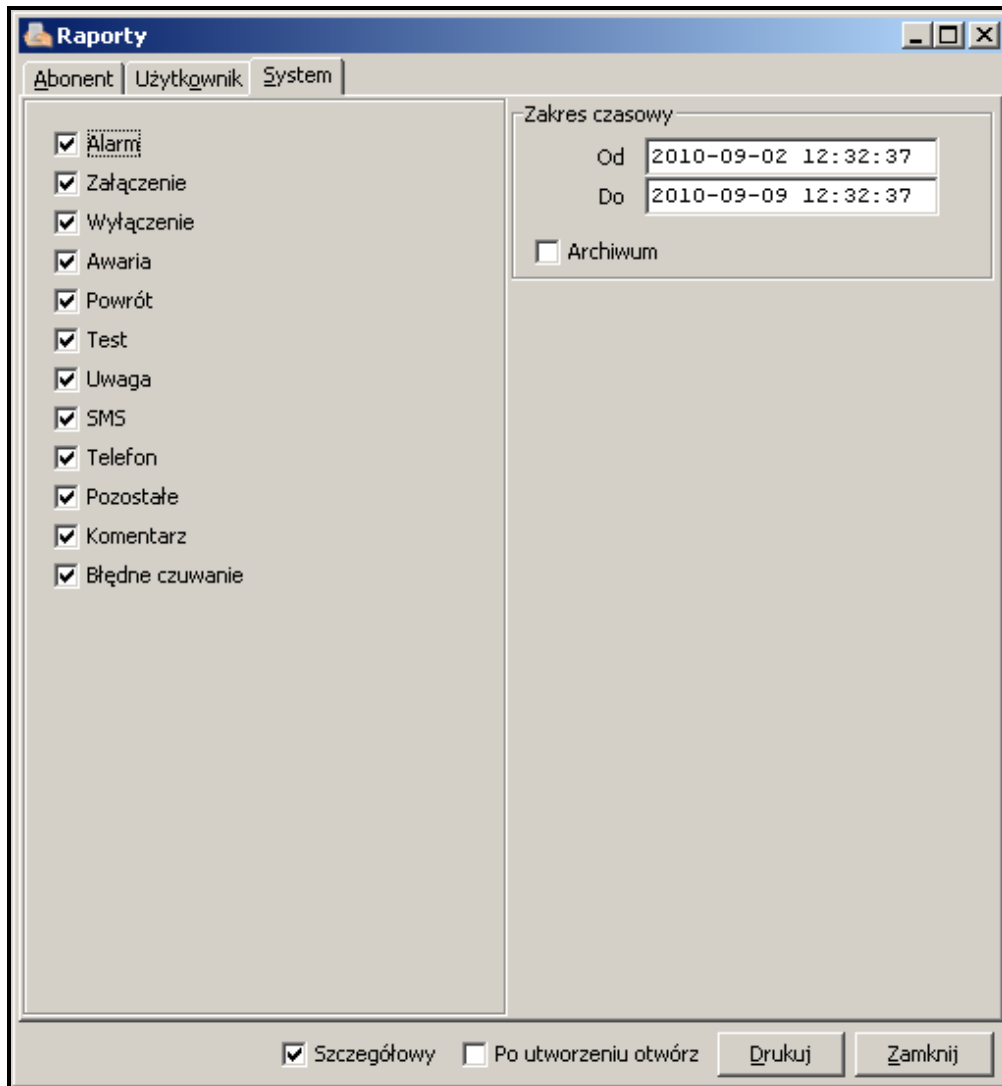 Raporty
Abonent Użytkownik System
Alarm
Załączenie
Wyłączenie
Awaria
Powrót
Test
Uwaga
SMS
Telefon
Pozostałe
Komentarz
Błędne czuwanie
Zakres czasowy
Od 2010-09-02 12:32:37
Do 2010-09-09 12:32:37
Archiwum
Szczegółowy Po utworzeniu otwórz Drukuj Zamknij